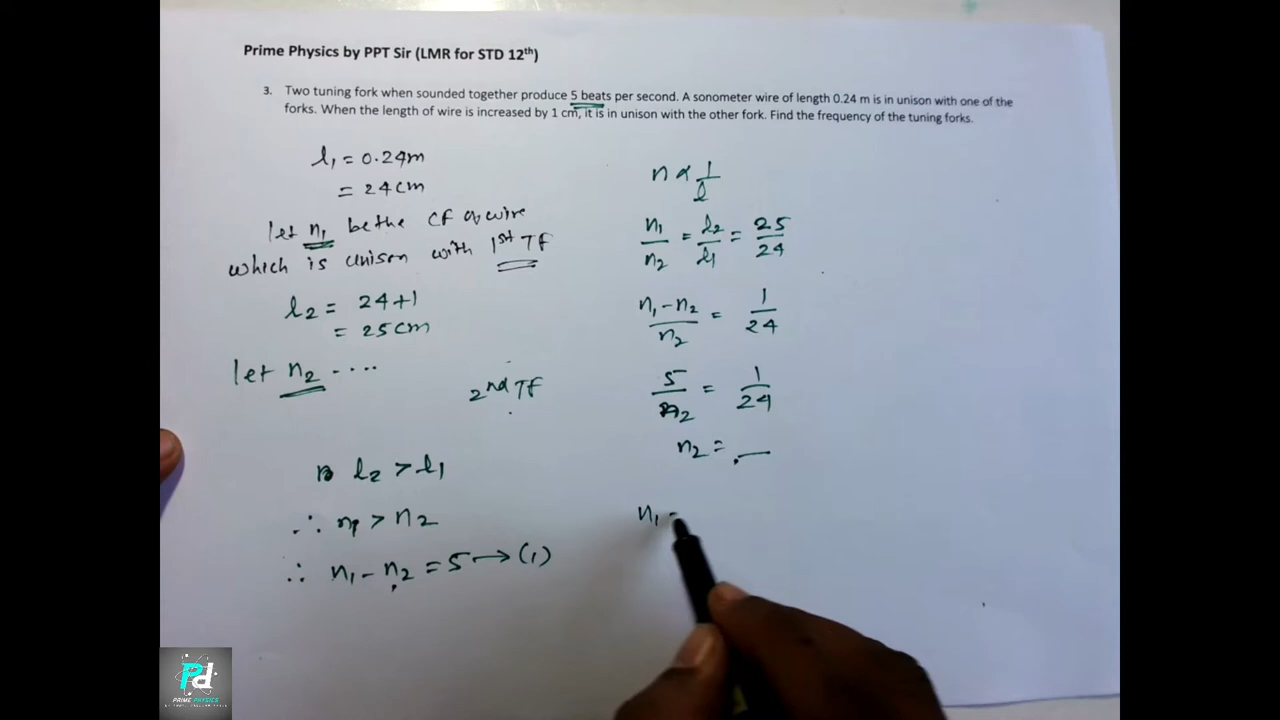 Prime Physics by PPT Sir (LMR for STD 12th)
3. Two tuning fork when sounded together produce 5 beats per second. A sonometer wire of length 0.24 m is in unison with one of the
forks. When the length of wire is increased by 1 cm, it is in unison with the other fork. Find the frequency of the tuning forks.
l₁ = 0.24m
= 24cm
let n₁ be the CF of wire
which is unison with 1st TF
l₂ = 24+1
= 25cm
let n₂ ....
2nd TF
l₂ > l₁
∴ n₁ > n₂
∴ n₁ - n₂ = 5 → (1)
n ∝ 1/l
n₁/n₂ = l₂/l₁ = 25/24
n₁-n₂/n₂ = 1/24
5/n₂ = 1/24
n₂ = .—
n₁ =
Pd
PRIME PHYSICS